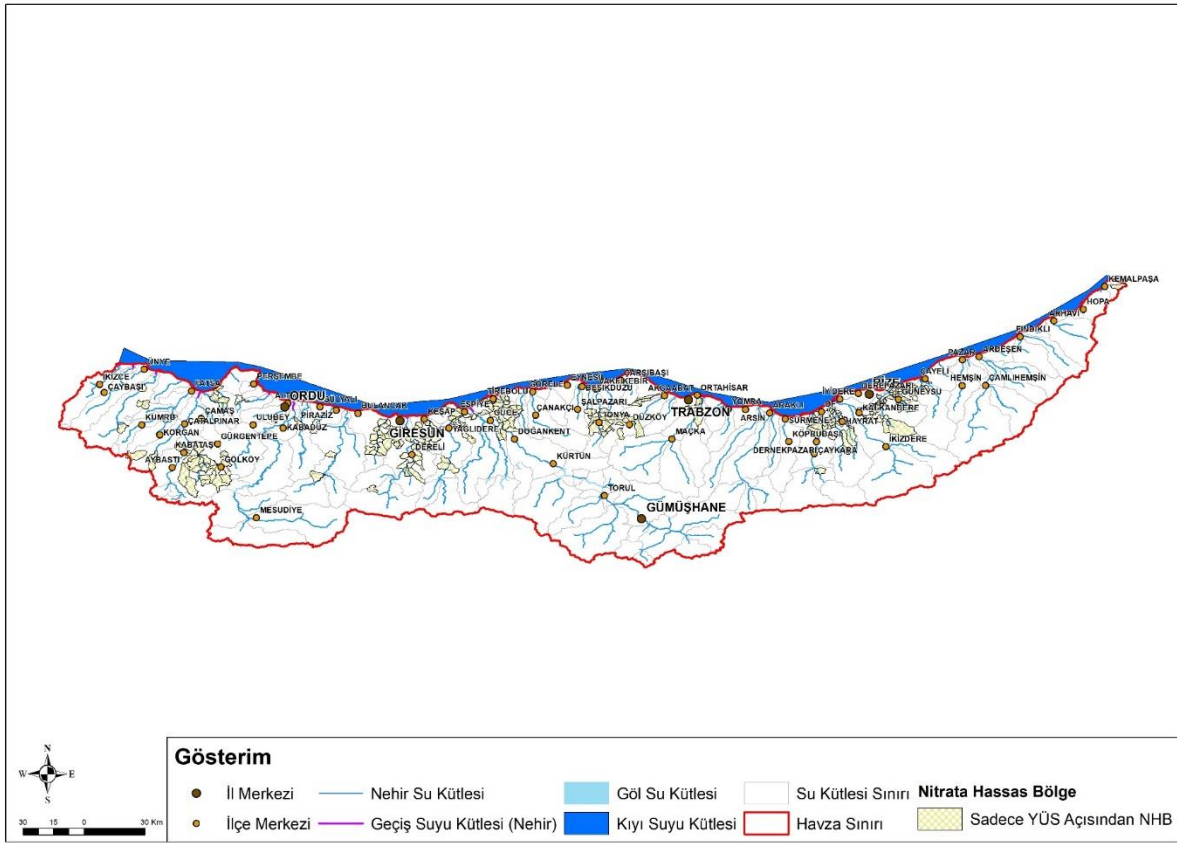 KEMALPAŞA
HOPA
ARHAVİ
FINDIKLI
ARDEŞEN
PAZAR
ÇAYELİ
HEMŞİN
ÇAMLIHEMŞİN
GÜNEYSU
KALKANDERE
İKİZDERE
İYİDERE
OF
HAYRAT
SÜRMENE
KÖPRÜBAŞI
DERNEKPAZARI
ÇAYKARA
ARAKLI
ARSİN
YOMRA
ORTAHİSAR
TRABZON
AKÇAABAT
MAÇKA
ÇARŞIBAŞI
VAKFIKEBİR
BEŞİKDÜZÜ
EYNESİL
ŞALPAZARI
TONYA
DÜZKÖY
GÖRELE
ÇANAKÇI
TİREBOLU
GÜCE
DOĞANKENT
KÜRTÜN
TORUL
GÜMÜŞHANE
ESPİYE
YAĞLIDERE
KEŞAP
GİRESUN
DERELİ
BULANCAK
PİRAZİZ
ORDU
PERŞEMBE
ULUBEY
KABADÜZ
ÜNYE
İKİZCE
ÇAYBAŞI
FATSA
ÇAMAŞ
ÇATALPINAR
KUMRU
KORGAN
GÜRGENTEPE
KABATAŞ
AYBASTI
GÖLKÖY
MESUDİYE
N
W E
S
30 15 0 30 Km
Gösterim
İl Merkezi
Nehir Su Kütlesi
Göl Su Kütlesi
Su Kütlesi Sınırı
Nitrata Hassas Bölge
İlçe Merkezi
Geçiş Suyu Kütlesi (Nehir)
Kıyı Suyu Kütlesi
Havza Sınırı
Sadece YÜS Açısından NHB